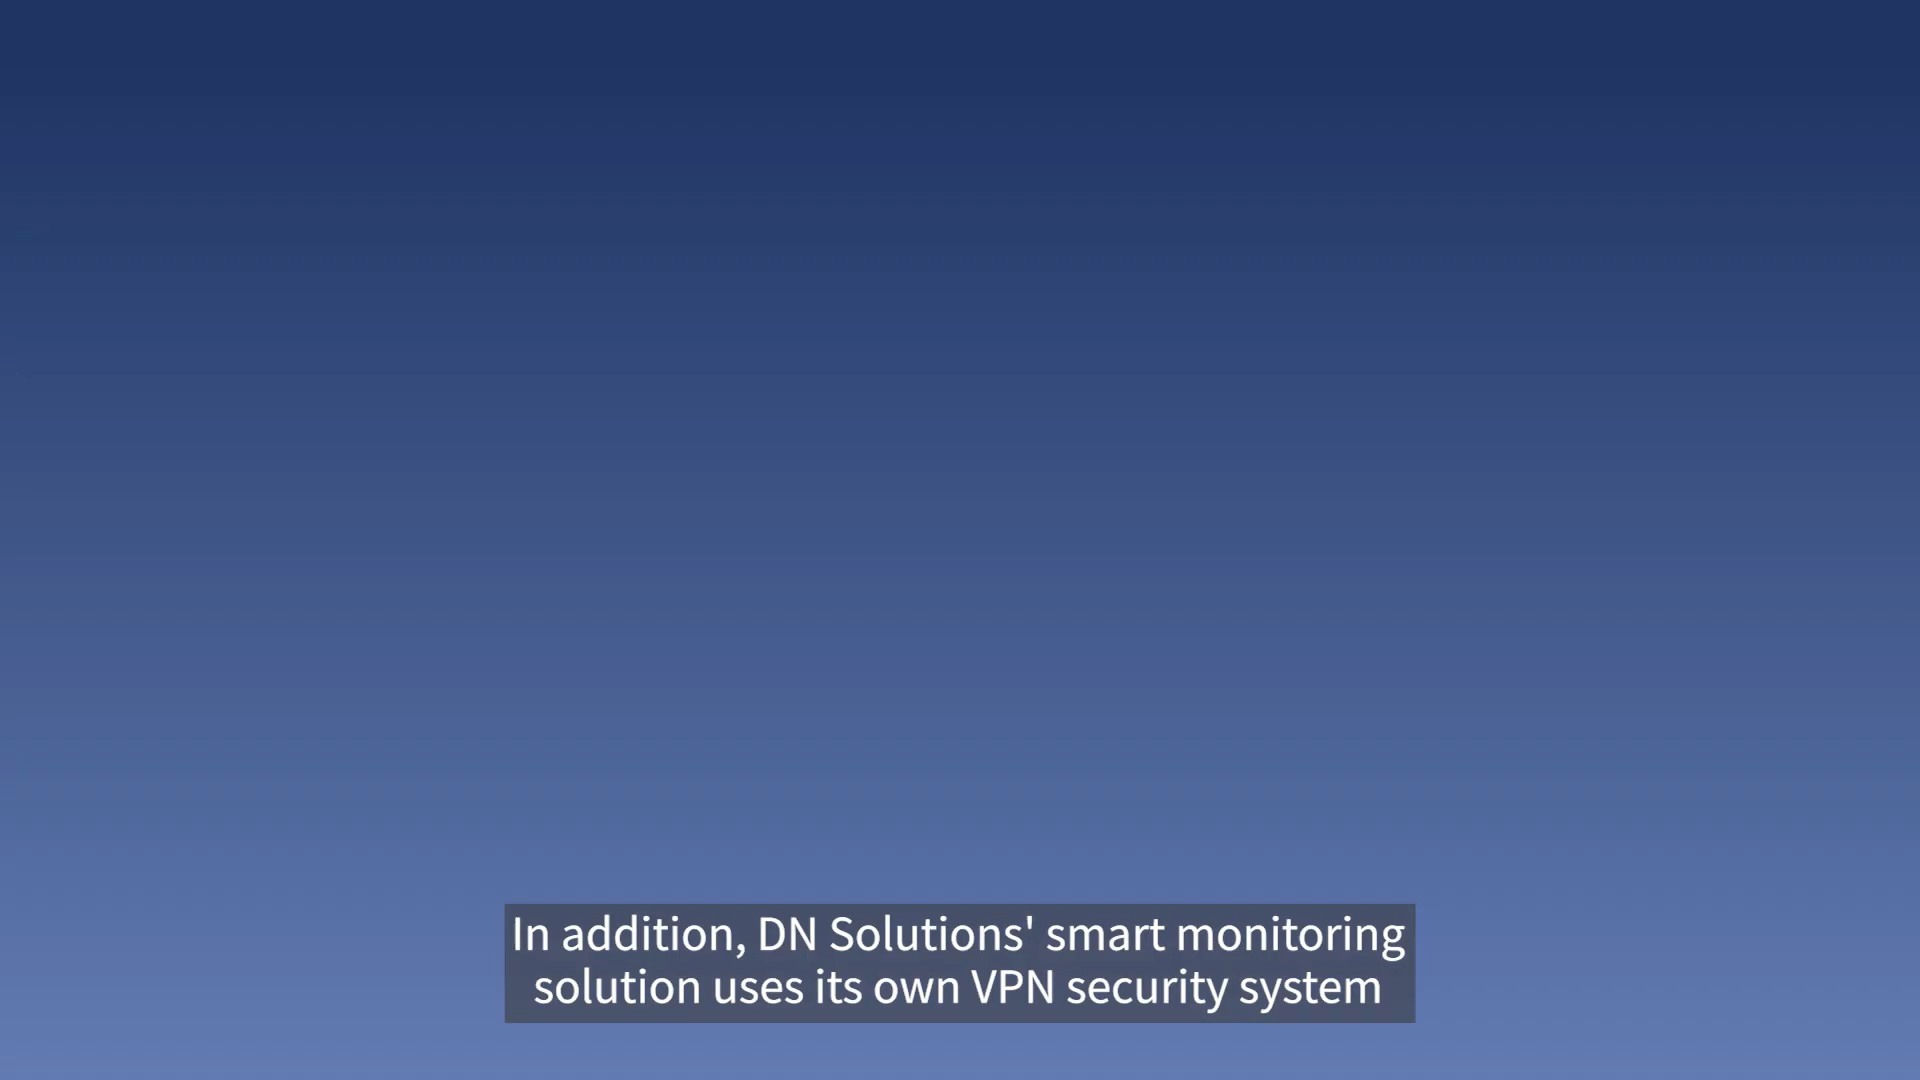 In addition, DN Solutions' smart monitoring
solution uses its own VPN security system